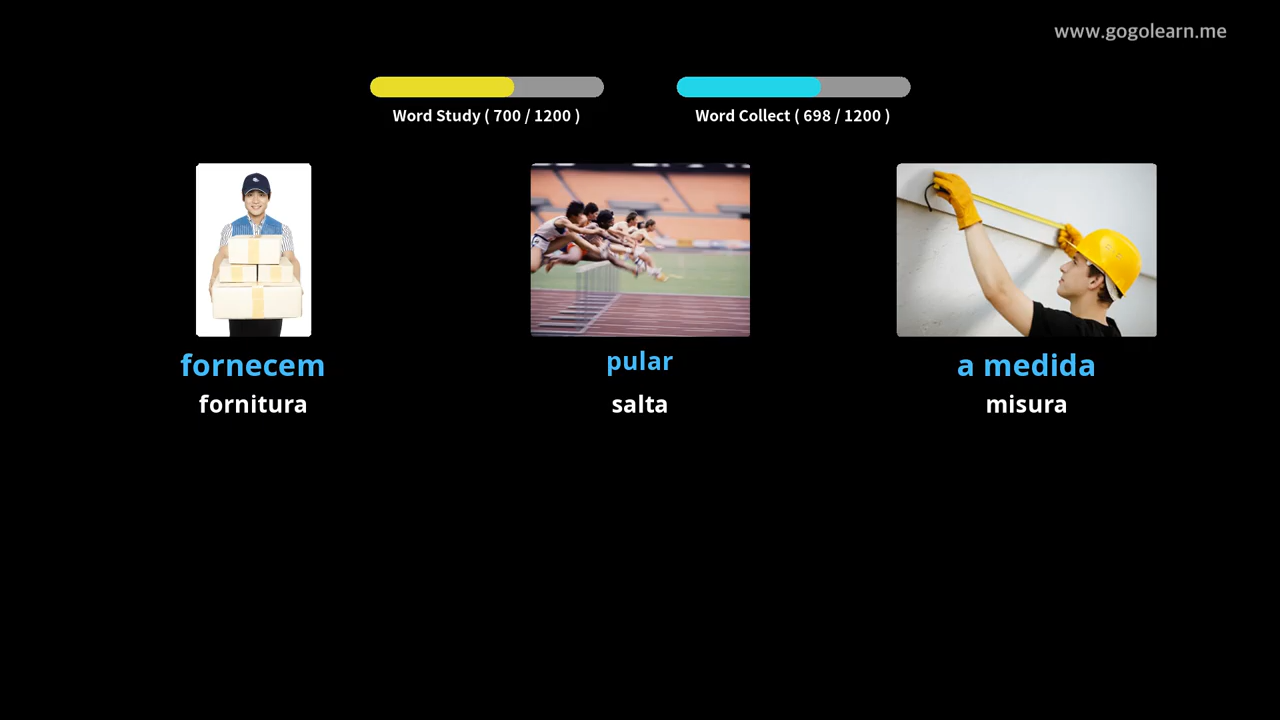 www.gogolearn.me
Word Study ( 700 / 1200 )
Word Collect ( 698 / 1200 )
fornecem
fornitura
pular
salta
a medida
misura